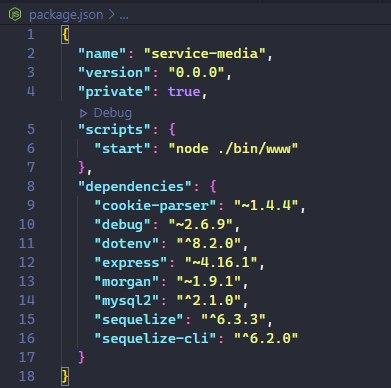 package.json > ...
1 {
2   "name": "service-media",
3   "version": "0.0.0",
4   "private": true,
Debug
5   "scripts": {
6     "start": "node ./bin/www"
7   },
8   "dependencies": {
9     "cookie-parser": "~1.4.4",
10     "debug": "~2.6.9",
11     "dotenv": "^8.2.0",
12     "express": "~4.16.1",
13     "morgan": "~1.9.1",
14     "mysql2": "^2.1.0",
15     "sequelize": "^6.3.3",
16     "sequelize-cli": "^6.2.0"
17   }
18 }